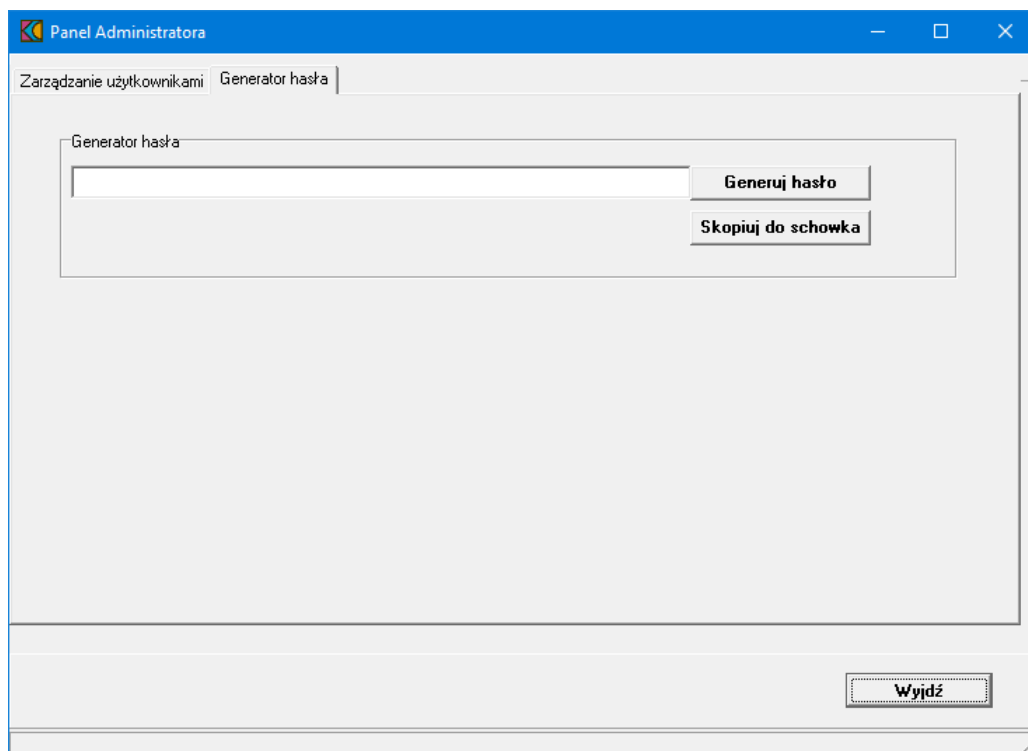 Panel Administratora
Zarządzanie użytkownikami Generator hasła
Generator hasła
Generuj hasło
Skopiuj do schowka
Wyjdź